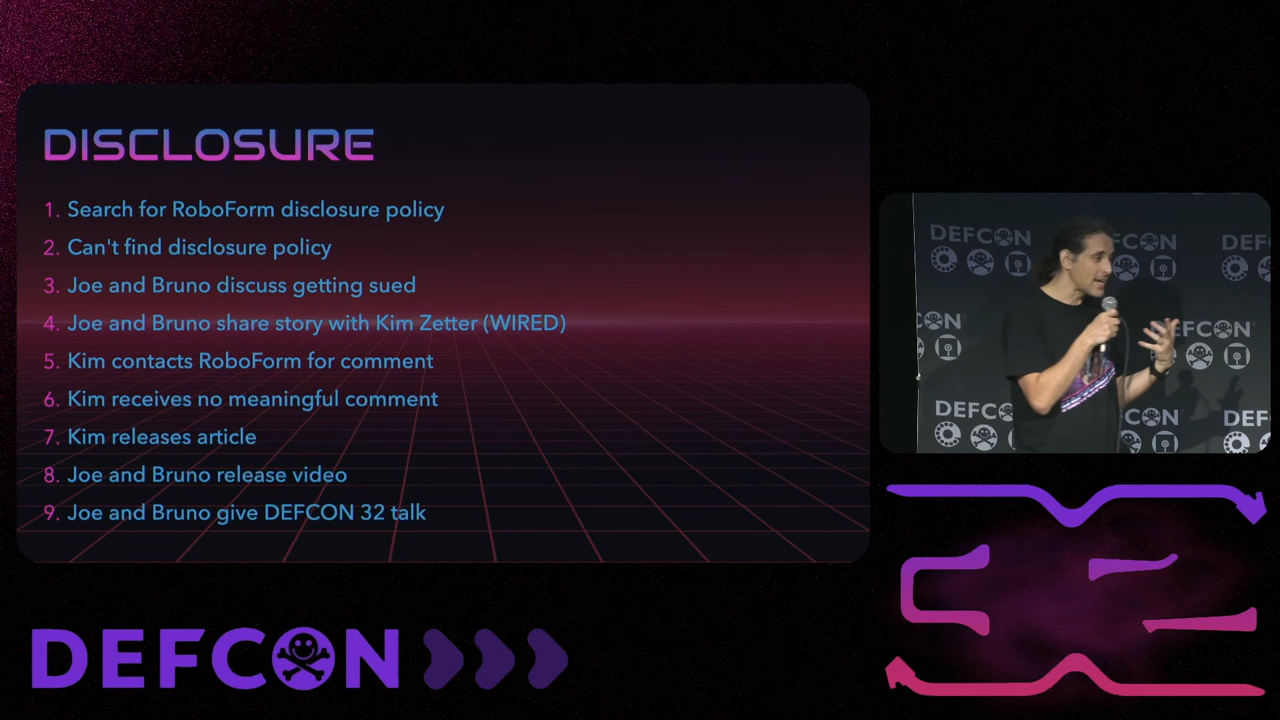 DISCLOSURE
1. Search for RoboForm disclosure policy
2. Can't find disclosure policy
3. Joe and Bruno discuss getting sued
4. Joe and Bruno share story with Kim Zetter (WIRED)
5. Kim contacts RoboForm for comment
6. Kim receives no meaningful comment
7. Kim releases article
8. Joe and Bruno release video
9. Joe and Bruno give DEFCON 32 talk
DEFCON
DEFCON
DEFCON
DEFCON